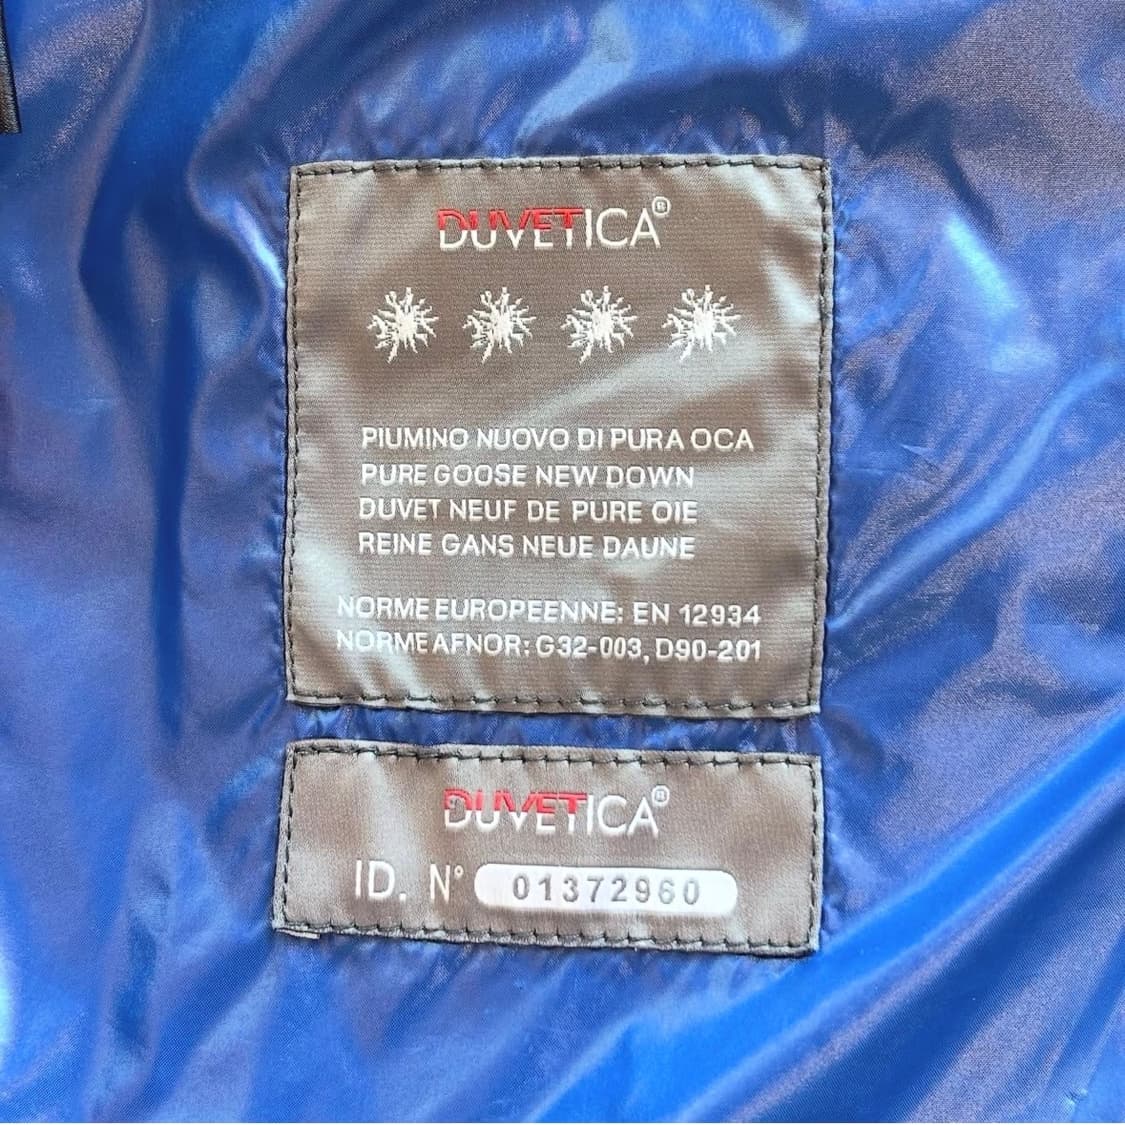 DUVETICA®
PIUMINO NUOVO DI PURA OCA
PURE GOOSE NEW DOWN
DUVET NEUF DE PURE OIE
REINE GANS NEUE DAUNE
NORME EUROPEENNE: EN 12934
NORME AFNOR: G32-003, D90-201
DUVETICA®
ID. N° 01372960